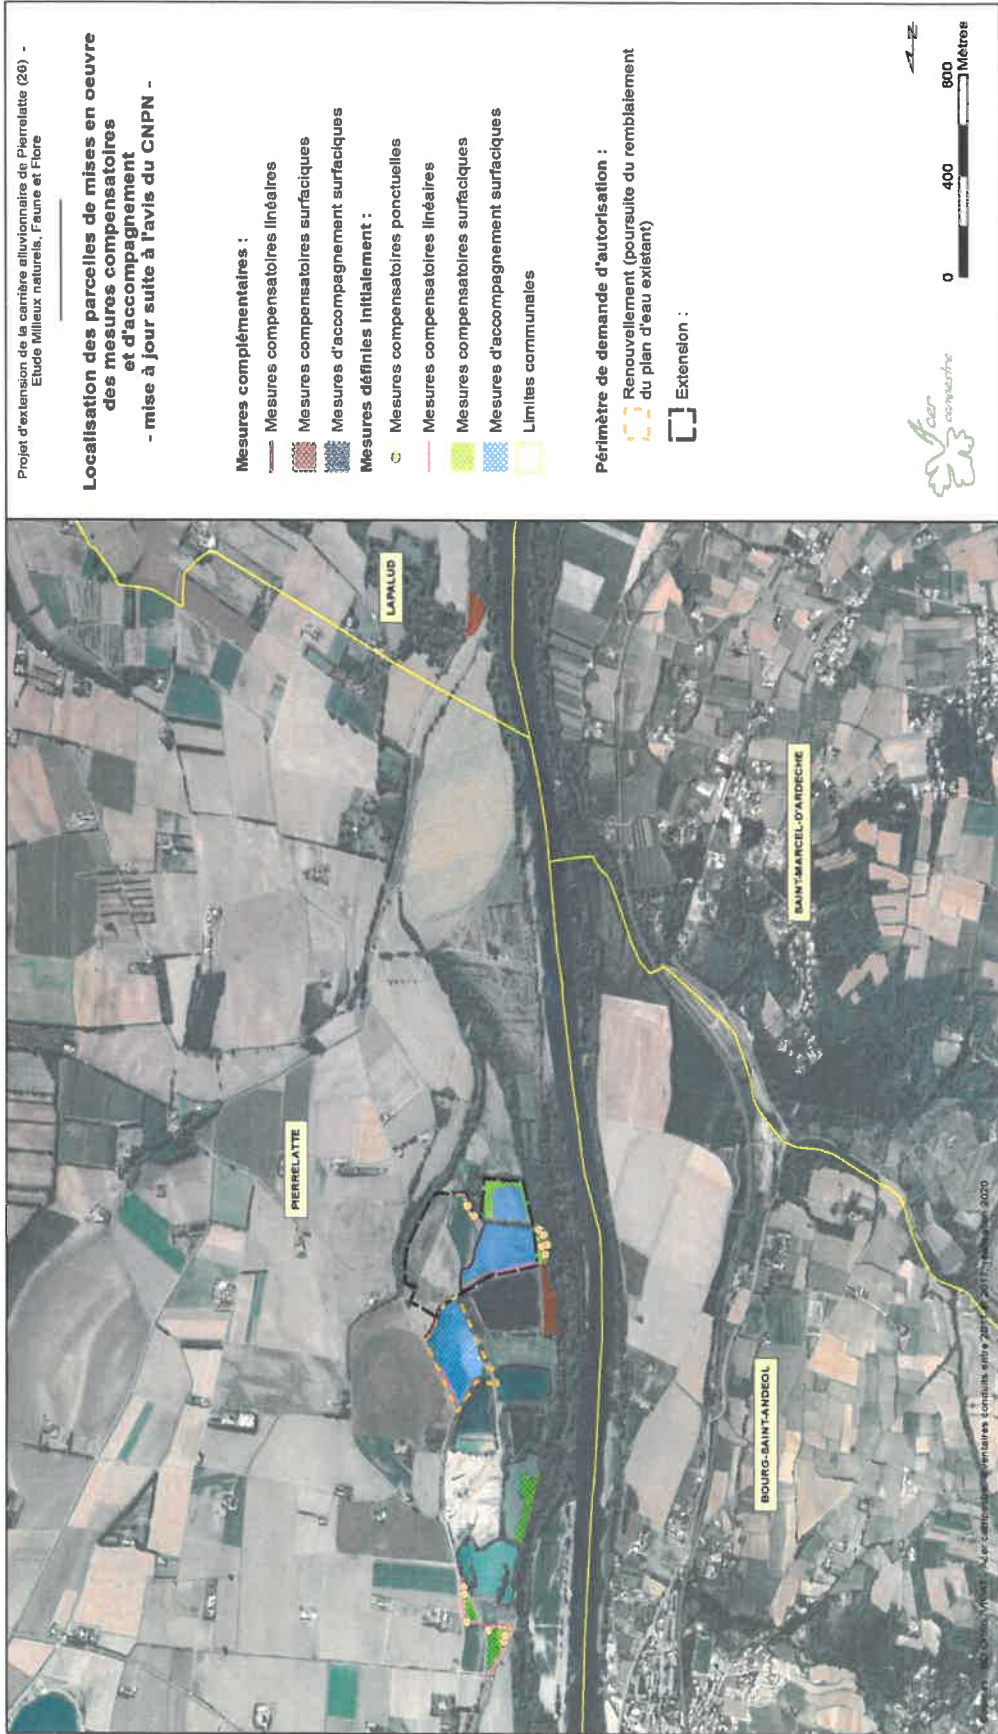 Projet d'extension de la carrière alluvionnaire de Pierrelatte (26) -
Etude Milieux naturels, Faune et Flore
Localisation des parcelles de mises en oeuvre
des mesures compensatoires
et d'accompagnement
- mise à jour suite à l'avis du CNPN -
Mesures complémentaires :
Mesures compensatoires linéaires
Mesures compensatoires surfaciques
Mesures d'accompagnement surfaciques
Mesures définies initialement :
Mesures compensatoires ponctuelles
Mesures compensatoires linéaires
Mesures compensatoires surfaciques
Mesures d'accompagnement surfaciques
Limites communales
Périmètre de demande d'autorisation :
Renouvellement (poursuite du remblaiement
du plan d'eau existant)
Extension :
N
0 400 800
Mètres
Acer
campestre
LAPALUD
PIERRELATTE
SAINT-MARCEL-D'ARDECHE
BOURG-SAINT-ANDEOL
inventaires conduits entre 2020